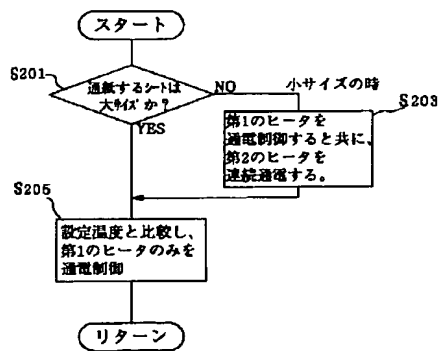 スタート
S201
通紙するシートは
大サイズか?
NO
小サイズの時
S203
YES
第1のヒータを
通電制御すると共に、
第2のヒータを
連続通電する。
S205
設定温度と比較し、
第1のヒータのみを
通電制御
リターン